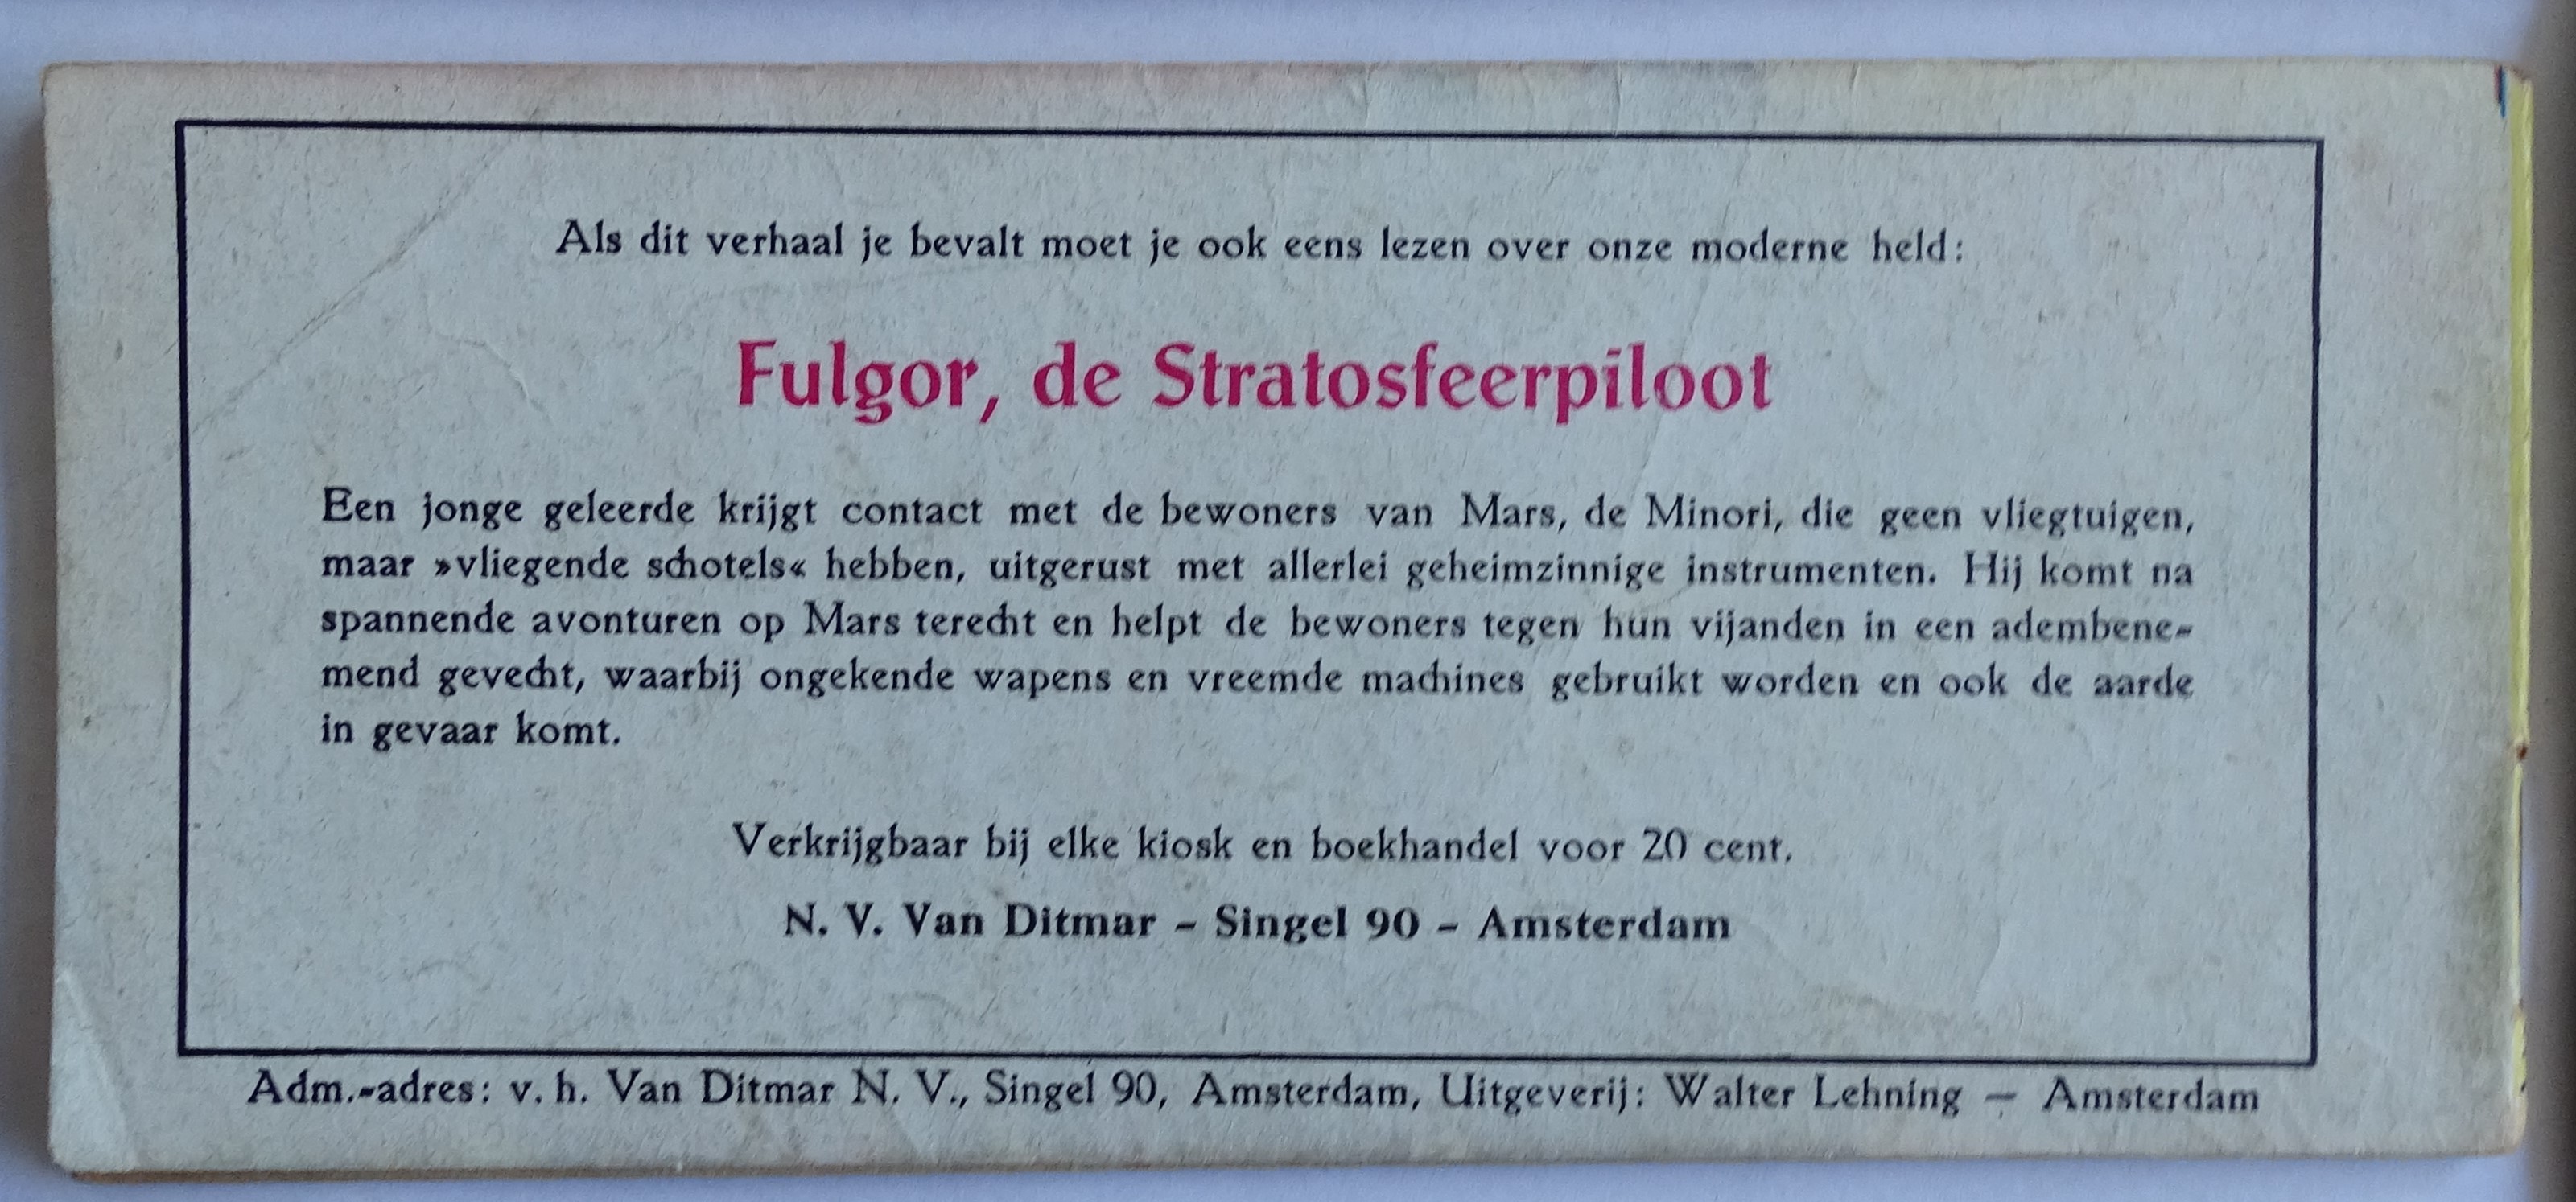 Als dit verhaal je bevalt moet je ook eens lezen over onze moderne held:
Fulgor, de Stratosfeerpiloot
Een jonge geleerde krijgt contact met de bewoners van Mars, de Minori, die geen vliegtuigen,
maar »vliegende schotels« hebben, uitgerust met allerlei geheimzinnige instrumenten. Hij komt na
spannende avonturen op Mars terecht en helpt de bewoners tegen hun vijanden in een adembene-
mend gevecht, waarbij ongekende wapens en vreemde machines gebruikt worden en ook de aarde
in gevaar komt.
Verkrijgbaar bij elke kiosk en boekhandel voor 20 cent.
N. V. Van Ditmar – Singel 90 – Amsterdam
Adm.-adres: v. h. Van Ditmar N. V., Singel 90, Amsterdam, Uitgeverij: Walter Lehning — Amsterdam